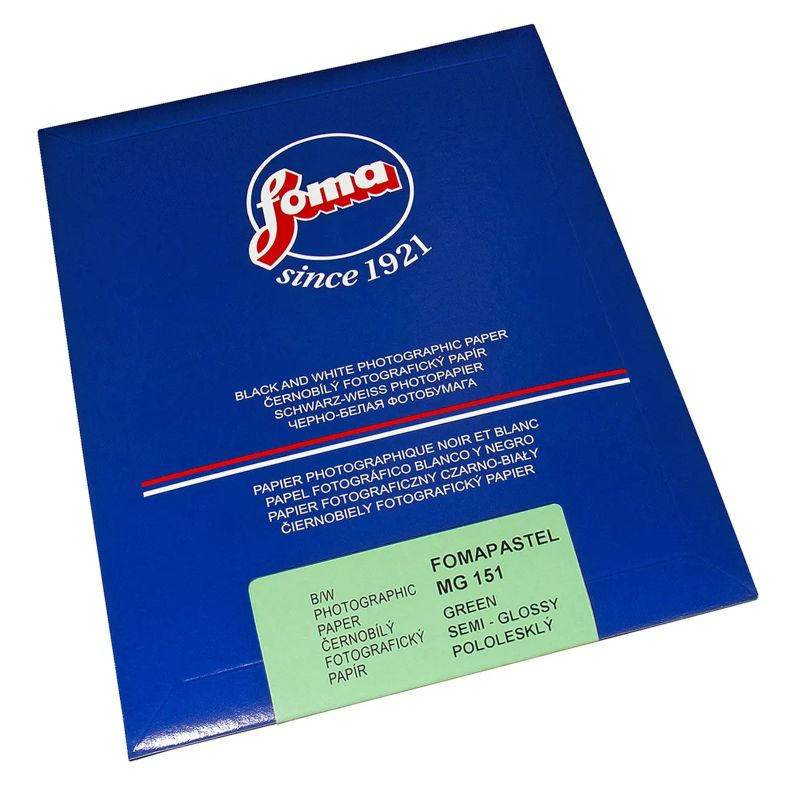 foma
since 1921
BLACK AND WHITE PHOTOGRAPHIC PAPER
ČERNOBÍLÝ FOTOGRAFICKÝ PAPÍR
SCHWARZ-WEISS PHOTOPAPIER
ЧЕРНО-БЕЛАЯ ФОТОБУМАГА
PAPIER PHOTOGRAPHIQUE NOIR ET BLANC
PAPEL FOTOGRÁFICO BLANCO Y NEGRO
PAPIER FOTOGRAFICZNY CZARNO-BIAŁY
ČIERNOBIELY FOTOGRAFICKÝ PAPIER
B/W
PHOTOGRAPHIC
PAPER
ČERNOBÍLÝ
FOTOGRAFICKÝ
PAPÍR
FOMAPASTEL
MG 151
GREEN
SEMI - GLOSSY
POLOLESKLÝ